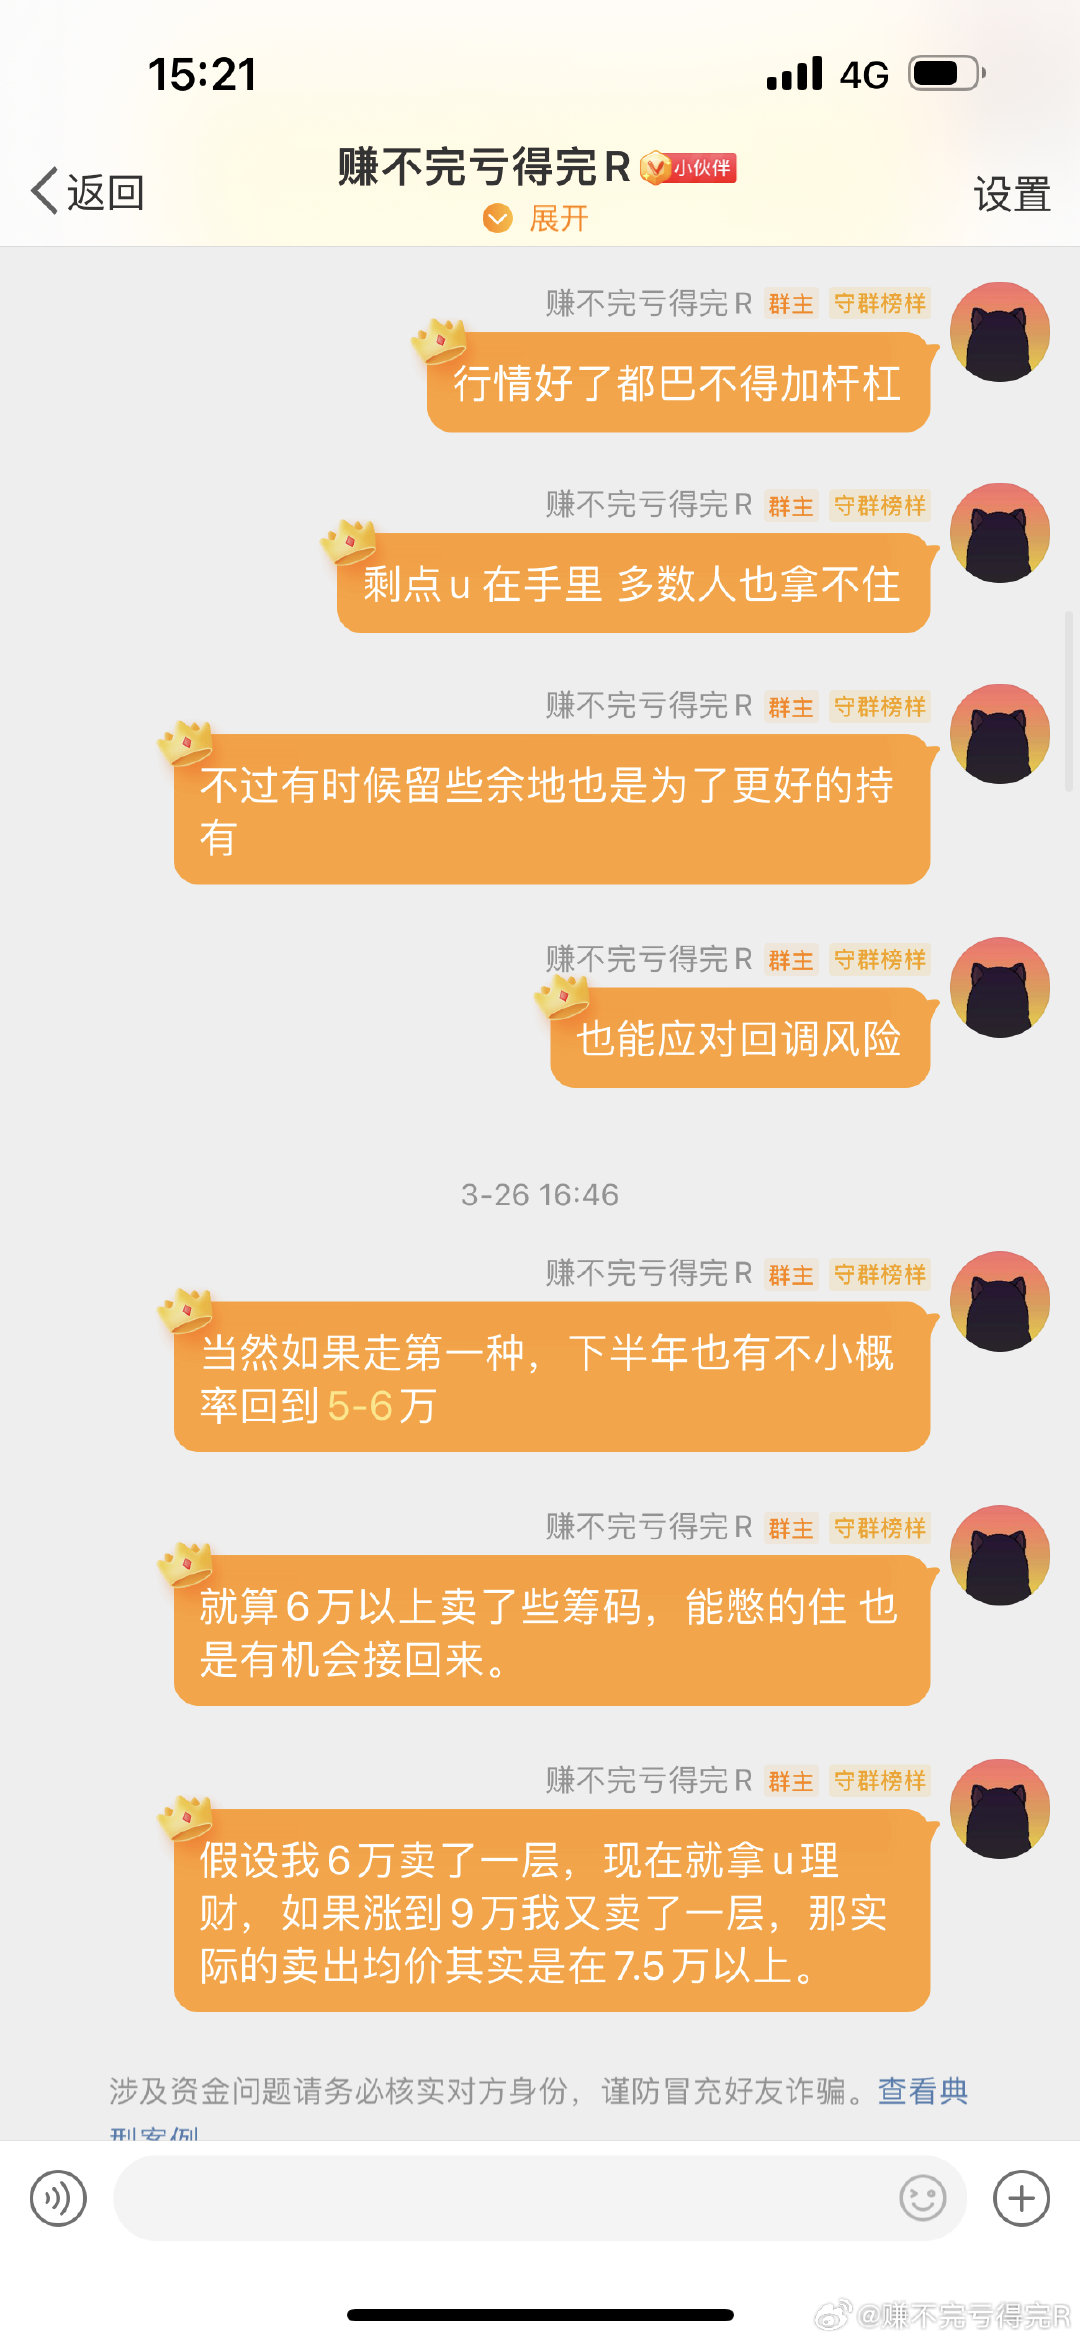 15:21
4G
返回
赚不完亏得完R
小伙伴
展开
设置
赚不完亏得完R 群主 守群榜样
行情好了都巴不得加杆杠
赚不完亏得完R 群主 守群榜样
剩点u 在手里 多数人也拿不住
赚不完亏得完R 群主 守群榜样
不过有时候留些余地也是为了更好的持
有
赚不完亏得完R 群主 守群榜样
也能应对回调风险
3-26 16:46
赚不完亏得完R 群主 守群榜样
当然如果走第一种，下半年也有不小概
率回到5-6万
赚不完亏得完R 群主 守群榜样
就算6万以上卖了些筹码，能憋的住 也
是有机会接回来。
赚不完亏得完R 群主 守群榜样
假设我6万卖了一层，现在就拿u理
财，如果涨到9万我又卖了一层，那实
际的卖出均价其实是在7.5万以上。
涉及资金问题请务必核实对方身份，谨防冒充好友诈骗。查看典
型案例
@赚不完亏得完R